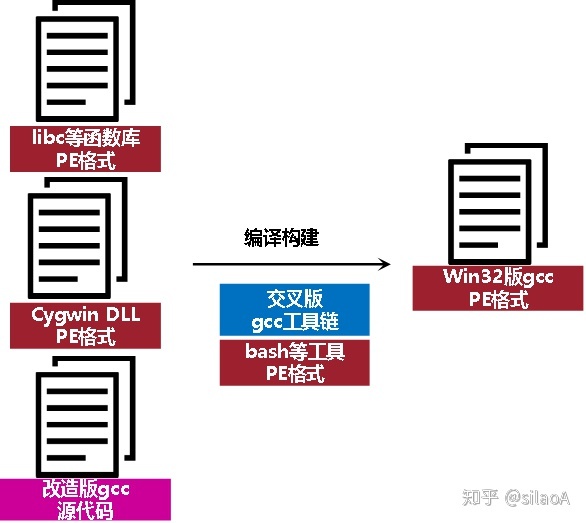 libc等函数库
PE格式
Cygwin DLL
PE格式
改造版gcc
源代码
编译构建
交叉版
gcc工具链
bash等工具
PE格式
Win32版gcc
PE格式
知乎 @silaoA